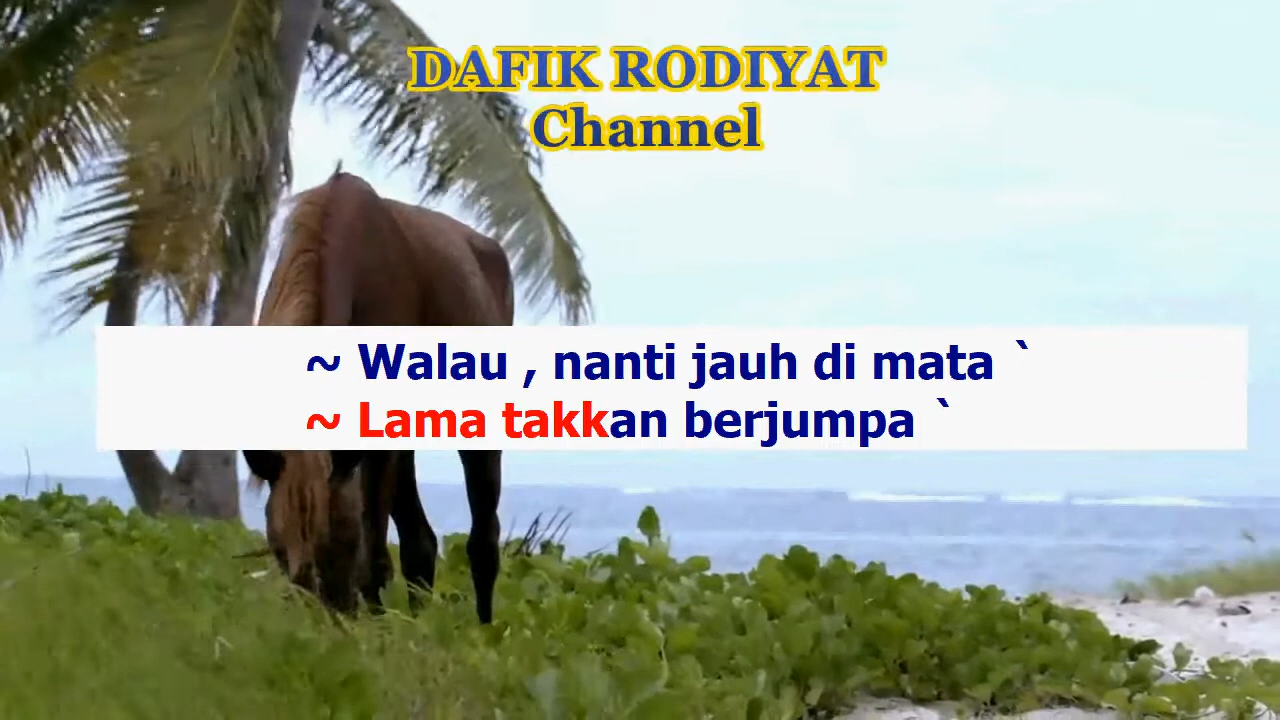 DAFIK RODIYAT
Channel
~ Walau , nanti jauh di mata `
~ Lama takkan berjumpa `